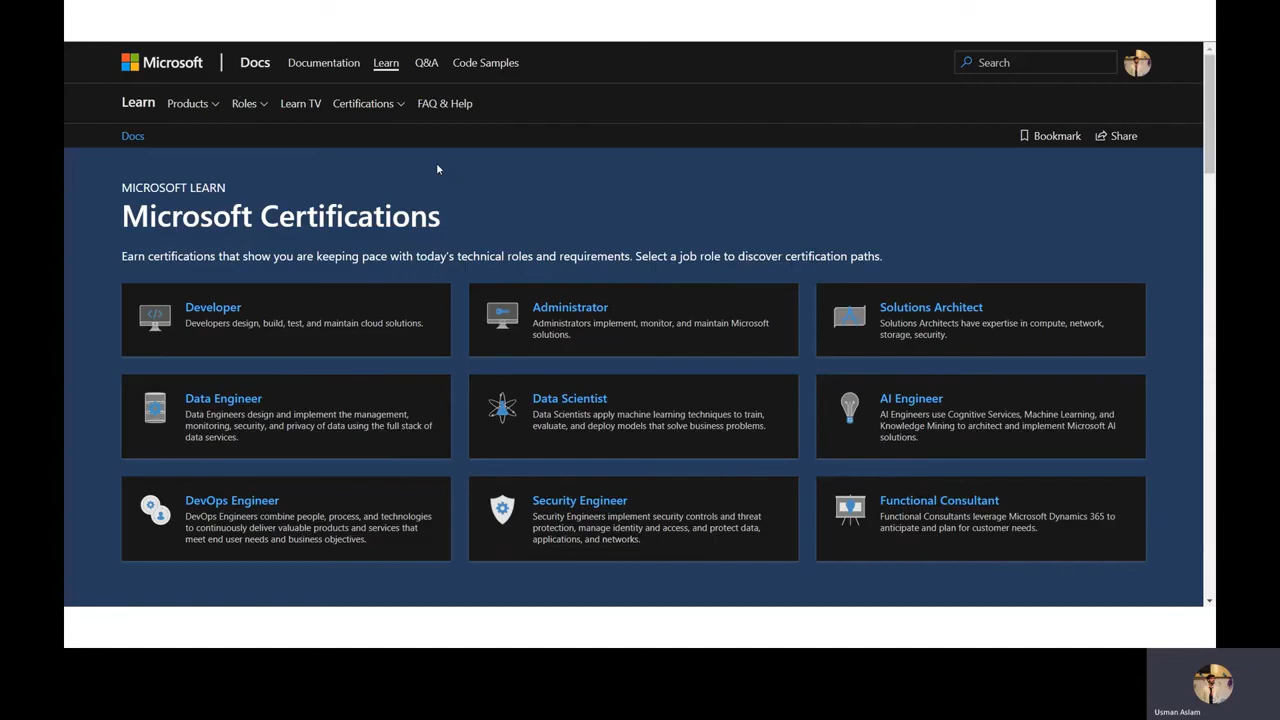 Microsoft
Docs
Documentation
Learn
Q&A
Code Samples
Search
Learn
Products
Roles
Learn TV
Certifications
FAQ & Help
Docs
Bookmark
Share
MICROSOFT LEARN
Microsoft Certifications
Earn certifications that show you are keeping pace with today's technical roles and requirements. Select a job role to discover certification paths.
Developer
Developers design, build, test, and maintain cloud solutions.
Administrator
Administrators implement, monitor, and maintain Microsoft
solutions.
Solutions Architect
Solutions Architects have expertise in compute, network,
storage, security.
Data Engineer
Data Engineers design and implement the management,
monitoring, security, and privacy of data using the full stack of
data services.
Data Scientist
Data Scientists apply machine learning techniques to train,
evaluate, and deploy models that solve business problems.
AI Engineer
AI Engineers use Cognitive Services, Machine Learning, and
Knowledge Mining to architect and implement Microsoft AI
solutions.
DevOps Engineer
DevOps Engineers combine people, process, and technologies
to continuously deliver valuable products and services that
meet end user needs and business objectives.
Security Engineer
Security Engineers implement security controls and threat
protection, manage identity and access, and protect data,
applications, and networks.
Functional Consultant
Functional Consultants leverage Microsoft Dynamics 365 to
anticipate and plan for customer needs.
Usman Aslam